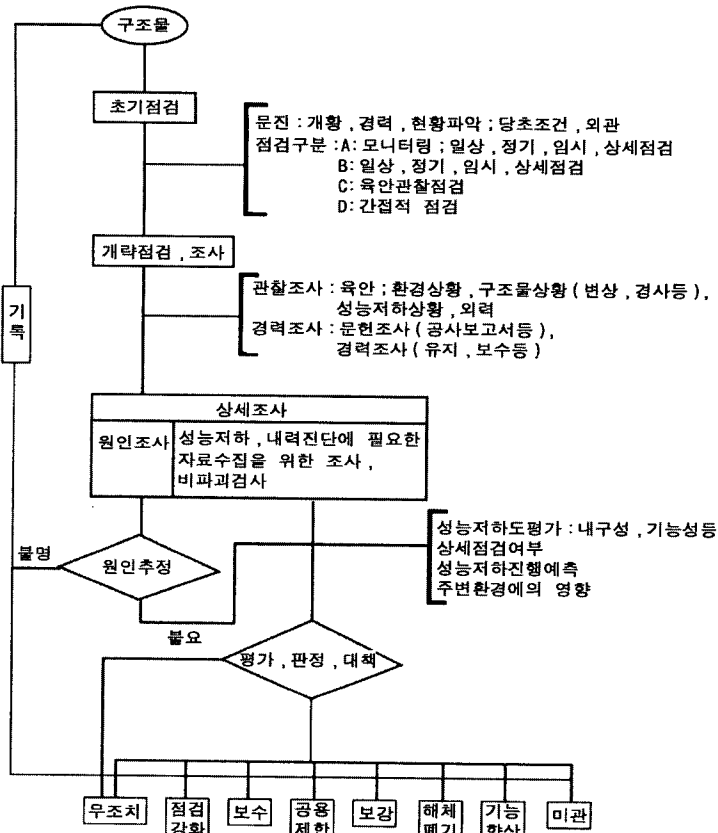 구조물
초기점검
문진 : 개황 , 경력 , 현황파악 ; 당초조건 , 외관
점검구분 : A: 모니터링 ; 일상 , 정기 , 임시 , 상세점검
B: 일상 , 정기 , 임시 , 상세점검
C: 육안관찰점검
D: 간접적 점검
개략점검 , 조사
관찰조사 : 육안 ; 환경상황 , 구조물상황 ( 변상 , 경사등 ) ,
성능저하상황 , 외력
경력조사 : 문헌조사 ( 공사보고서등 ) ,
경력조사 ( 유지 , 보수등 )
기록
상세조사
원인조사
성능저하 , 내력진단에 필요한
자료수집을 위한 조사 ,
비파괴검사
불명
원인추정
성능저하도평가 : 내구성 , 기능성등
상세점검여부
성능저하진행예측
주변환경에의 영향
불요
평가 , 판정 , 대책
무조치
점검
강화
보수
공용
제한
보강
해체
폐기
기능
향상
미관